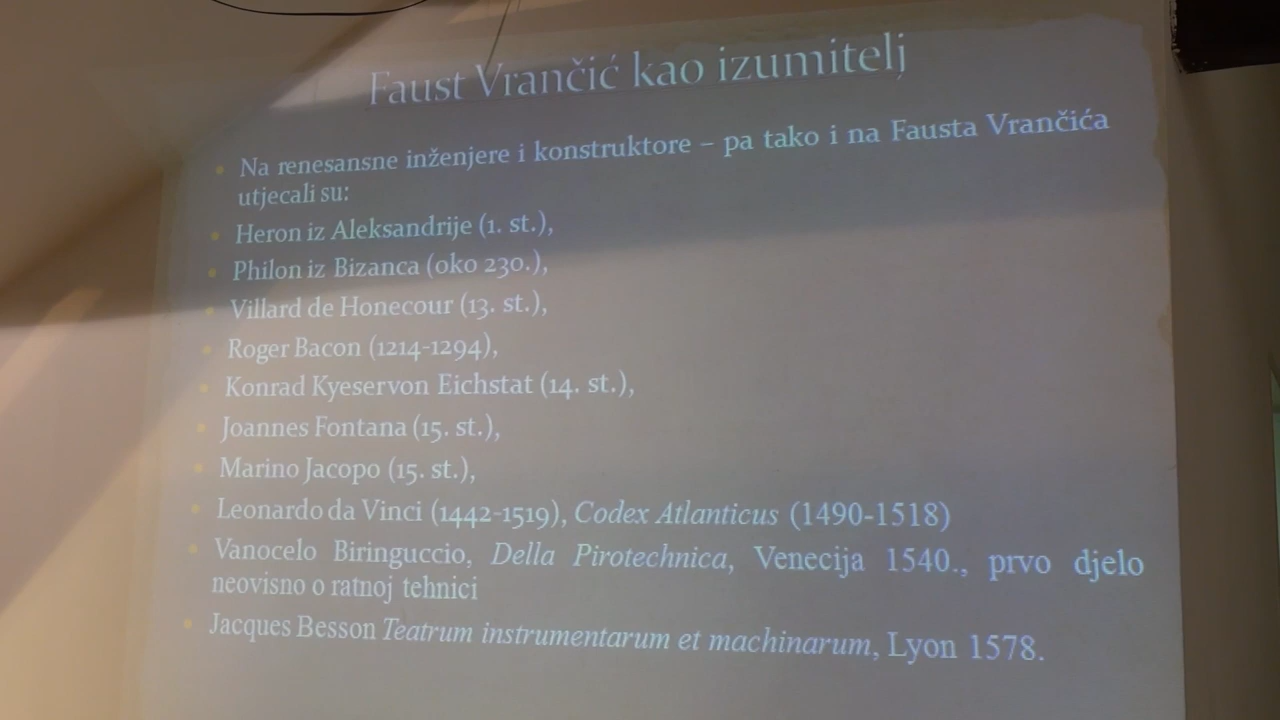 Faust Vrančić kao izumitelj
Na renesansne inženjere i konstruktore – pa tako i na Fausta Vrančića
utjecali su:
Heron iz Aleksandrije (1. st.),
Philon iz Bizanca (oko 230.),
Villard de Honecour (13. st.),
Roger Bacon (1214-1294),
Konrad Kyeservon Eichstat (14. st.),
Joannes Fontana (15. st.),
Marino Jacopo (15. st.),
Leonardo da Vinci (1442-1519), Codex Atlanticus (1490-1518)
Vanocelo Biringuccio, Della Pirotechnica, Venecija 1540., prvo djelo
neovisno o ratnoj tehnici
Jacques Besson Teatrum instrumentarum et machinarum, Lyon 1578.